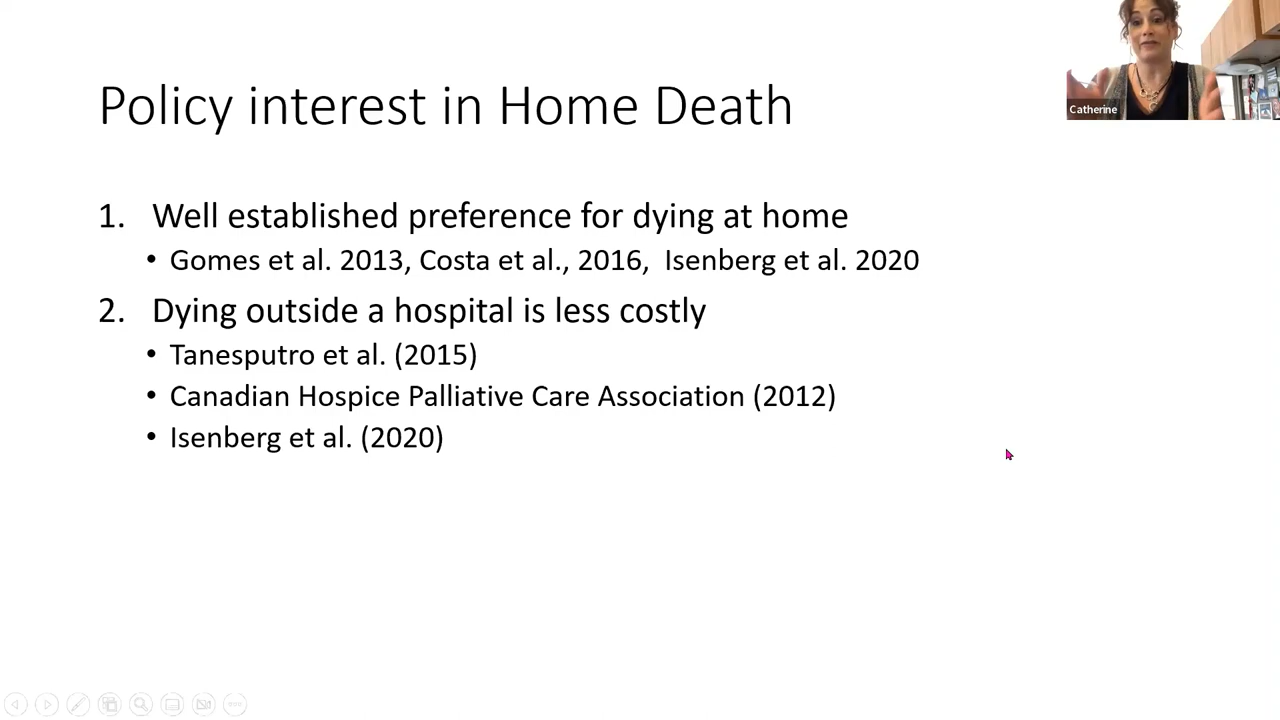 Policy interest in Home Death
Catherine
1. Well established preference for dying at home
• Gomes et al. 2013, Costa et al., 2016,  Isenberg et al. 2020
2. Dying outside a hospital is less costly
• Tanesputro et al. (2015)
• Canadian Hospice Palliative Care Association (2012)
• Isenberg et al. (2020)